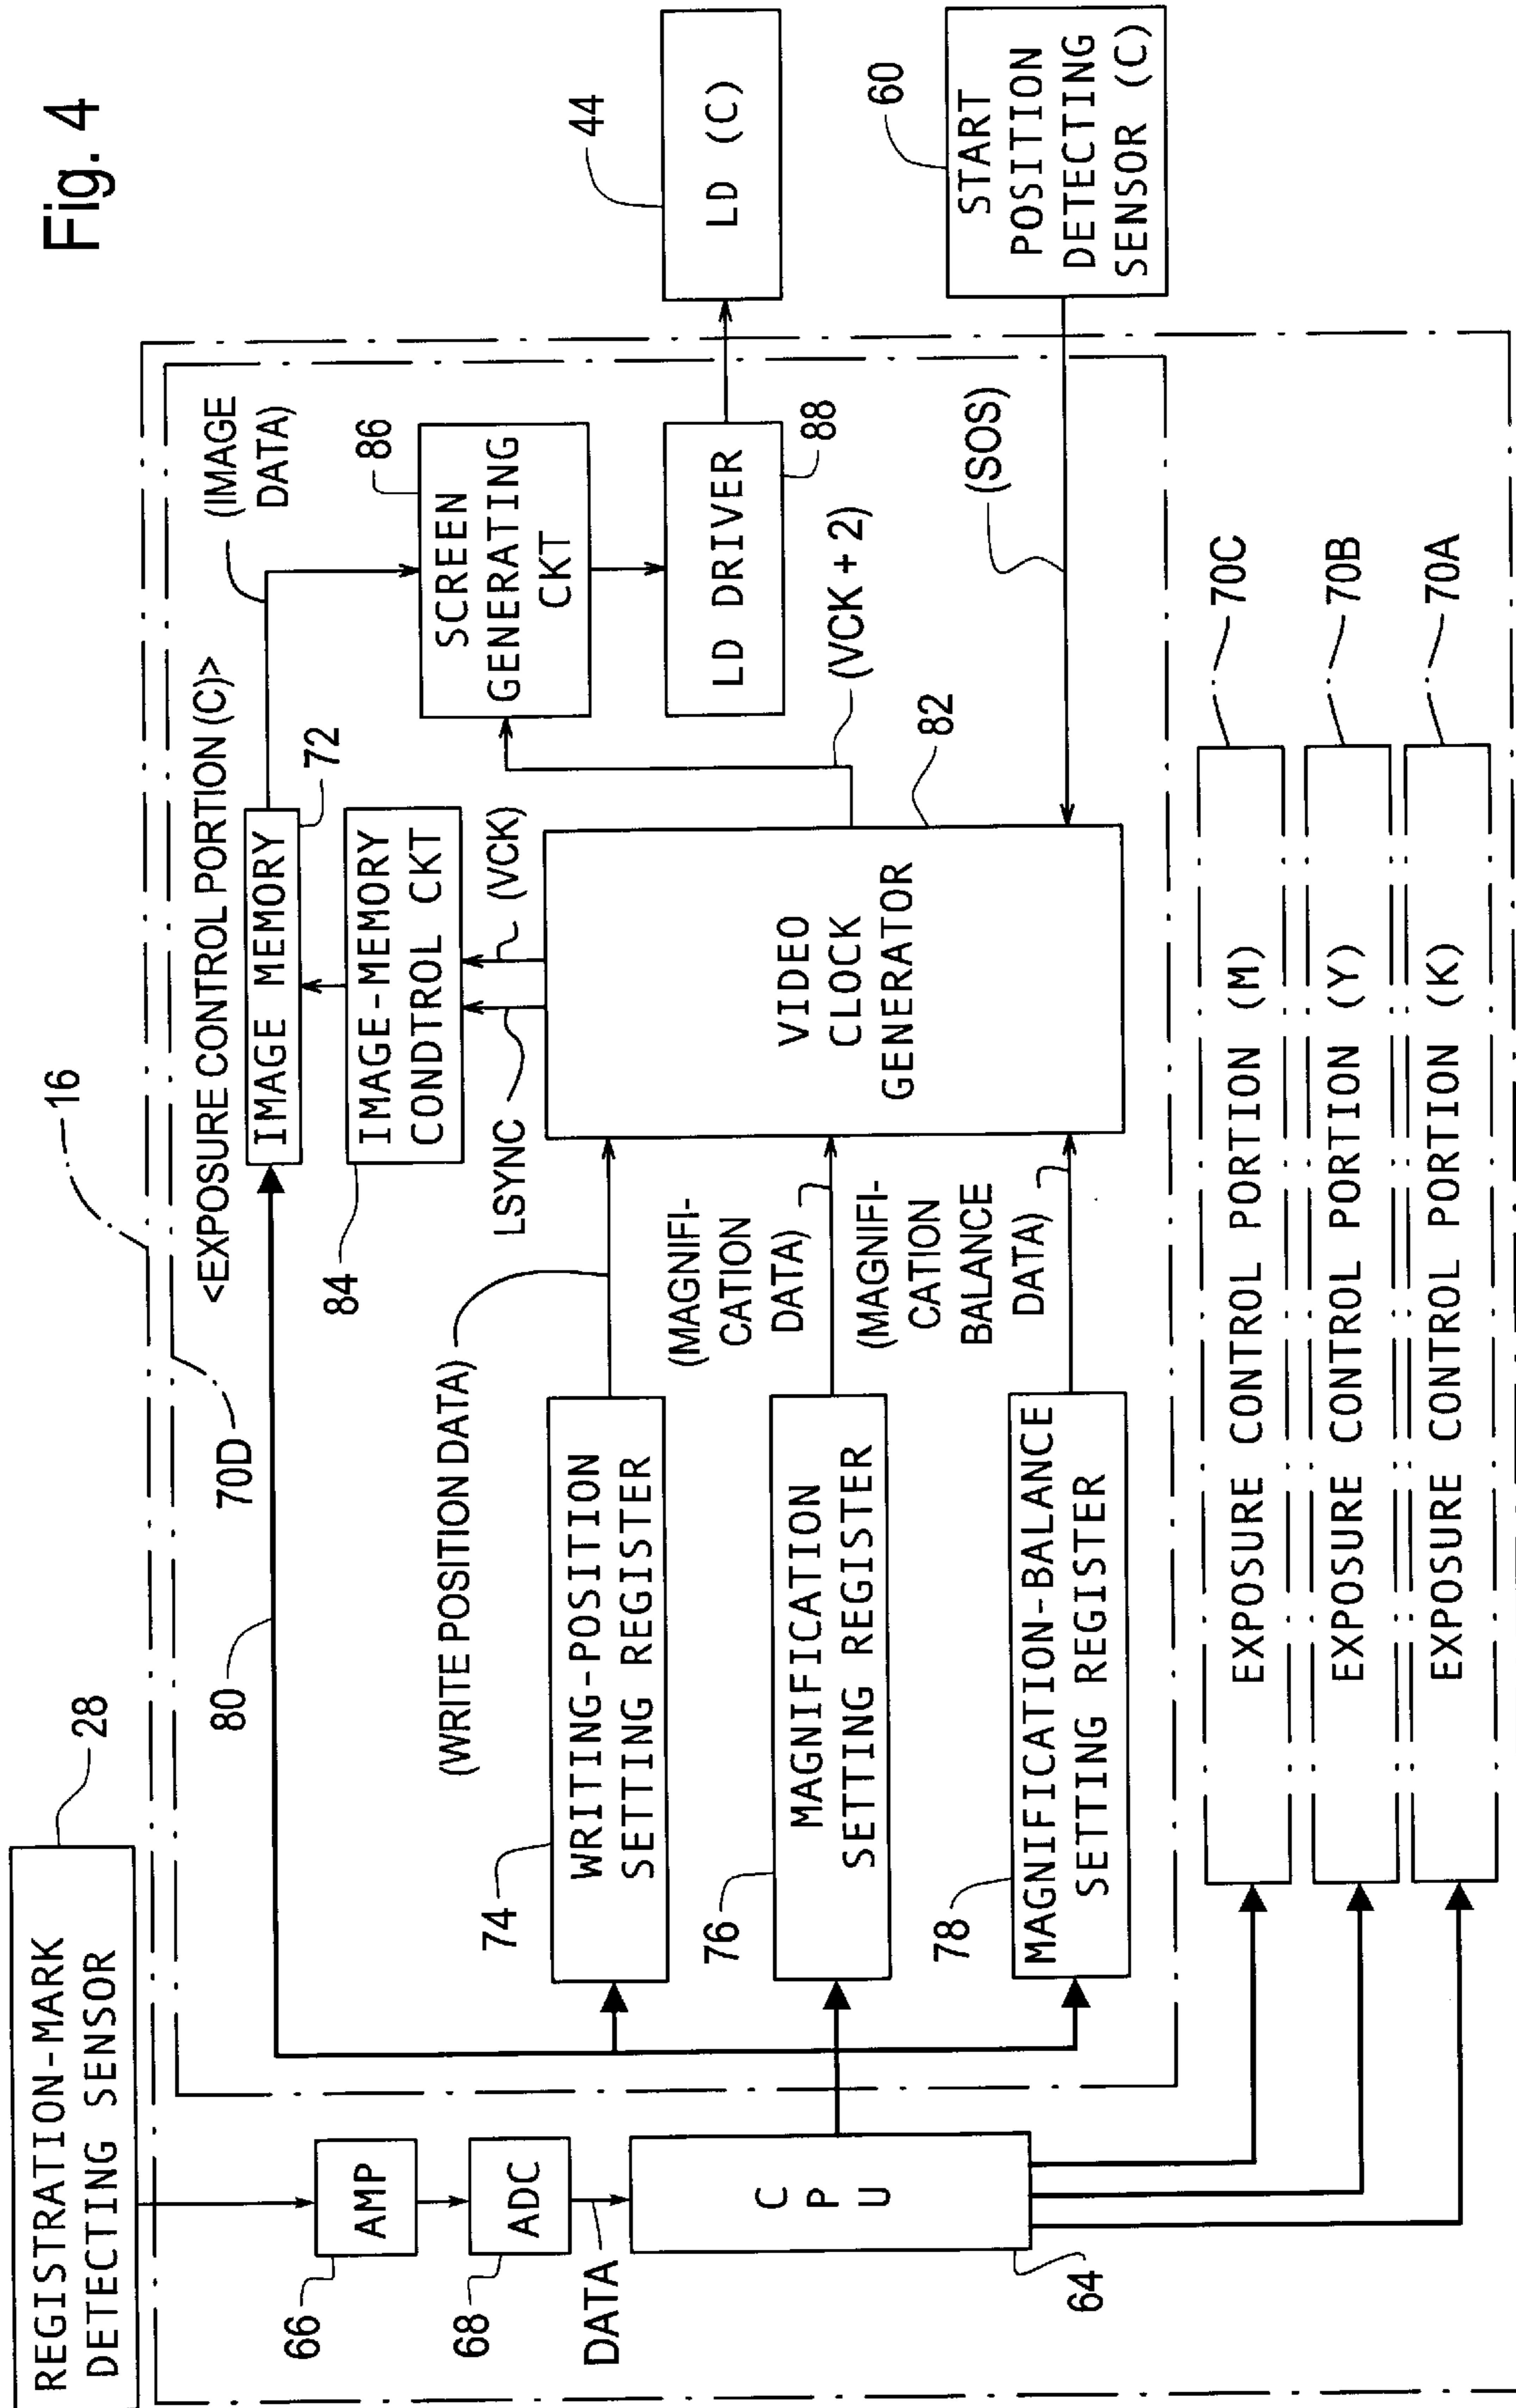 Fig. 4
16
70D
<EXPOSURE CONTROL PORTION (C)>
REGISTRATION-MARK
DETECTING SENSOR
28
80
IMAGE MEMORY
72
(IMAGE
DATA)
66
AMP
84
IMAGE-MEMORY
CONDTROL CKT
86
SCREEN
GENERATING
CKT
68
ADC
DATA
(WRITE POSITION DATA)
LSYNC
(VCK)
74
WRITING-POSITION
SETTING REGISTER
LD DRIVER
88
44
LD (C)
C
P
U
64
(MAGNIFI-
CATION
DATA)
76
MAGNIFICATION
SETTING REGISTER
VIDEO
CLOCK
GENERATOR
82
(VCK + 2)
(MAGNIFI-
CATION
BALANCE
DATA)
78
MAGNIFICATION-BALANCE
SETTING REGISTER
(SOS)
60
START
POSITION
DETECTING
SENSOR (C)
EXPOSURE CONTROL PORTION (M)
70C
EXPOSURE CONTROL PORTION (Y)
70B
EXPOSURE CONTROL PORTION (K)
70A